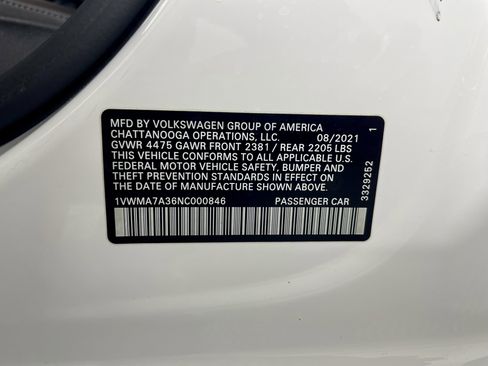 MFD BY VOLKSWAGEN GROUP OF AMERICA
CHATTANOOGA OPERATIONS, LLC. 08/2021
GVWR 4475 GAWR FRONT 2381 / REAR 2205 LBS
THIS VEHICLE CONFORMS TO ALL APPLICABLE U.S.
FEDERAL MOTOR VEHICLE SAFETY, BUMPER AND
THEFT PREVENTION STANDARDS IN EFFECT ON
THE DATE OF MANUFACTURE SHOWN ABOVE.
1VWMA7A36NC000846 PASSENGER CAR
3329252 1